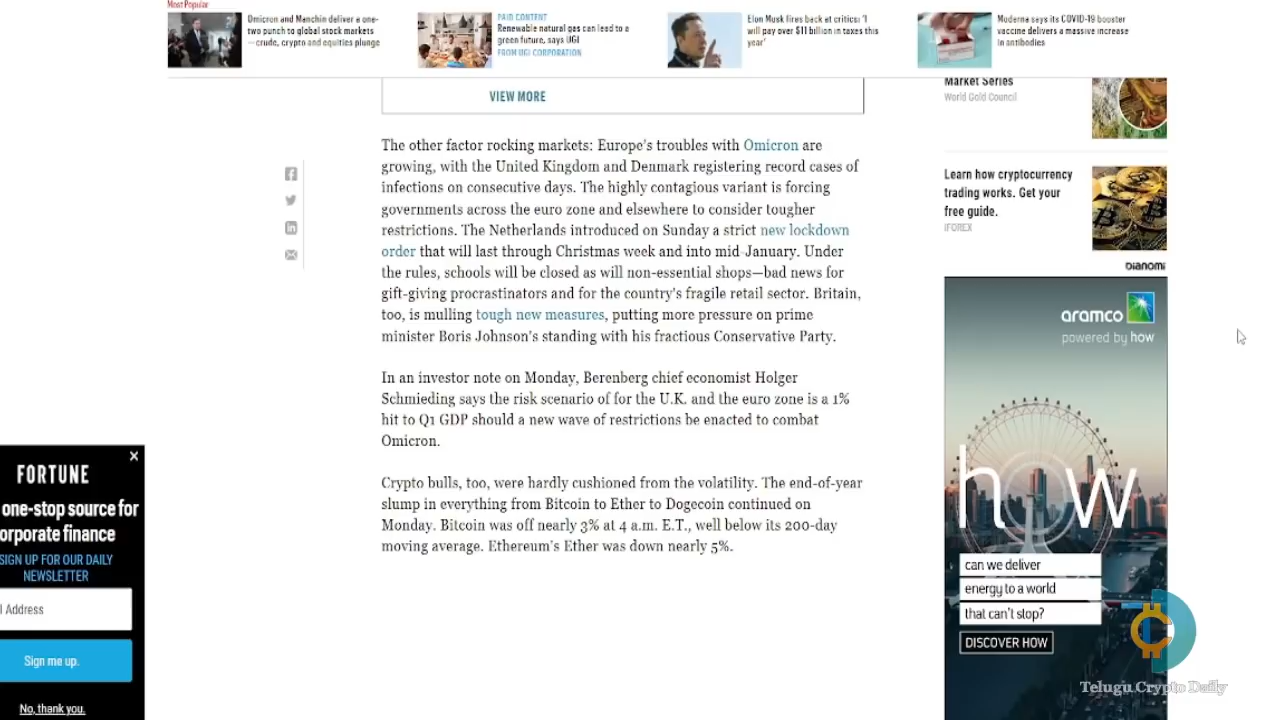 Most Popular
Omicron and Manchin deliver a one-
two punch to global stock markets
—crude, crypto and equities plunge
PAID CONTENT
Renewable natural gas can lead to a
green future, says UGI
FROM UGI CORPORATION
Elon Musk fires back at critics: 'I
will pay over $11 billion in taxes this
year'
Moderna says its COVID-19 booster
vaccine delivers a massive increase
in antibodies
VIEW MORE
The other factor rocking markets: Europe's troubles with Omicron are
growing, with the United Kingdom and Denmark registering record cases of
infections on consecutive days. The highly contagious variant is forcing
governments across the euro zone and elsewhere to consider tougher
restrictions. The Netherlands introduced on Sunday a strict new lockdown
order that will last through Christmas week and into mid-January. Under
the rules, schools will be closed as will non-essential shops—bad news for
gift-giving procrastinators and for the country's fragile retail sector. Britain,
too, is mulling tough new measures, putting more pressure on prime
minister Boris Johnson's standing with his fractious Conservative Party.
In an investor note on Monday, Berenberg chief economist Holger
Schmieding says the risk scenario of for the U.K. and the euro zone is a 1%
hit to Q1 GDP should a new wave of restrictions be enacted to combat
Omicron.
Crypto bulls, too, were hardly cushioned from the volatility. The end-of-year
slump in everything from Bitcoin to Ether to Dogecoin continued on
Monday. Bitcoin was off nearly 3% at 4 a.m. E.T., well below its 200-day
moving average. Ethereum's Ether was down nearly 5%.
Market Series
World Gold Council
Learn how cryptocurrency
trading works. Get your
free guide.
IFOREX
DIANOMI
aramco
powered by how
how
can we deliver
energy to a world
that can't stop?
DISCOVER HOW
FORTUNE
one-stop source for
orporate finance
SIGN UP FOR OUR DAILY
NEWSLETTER
l Address
Sign me up.
No, thank you.
Telugu Crypto Daily